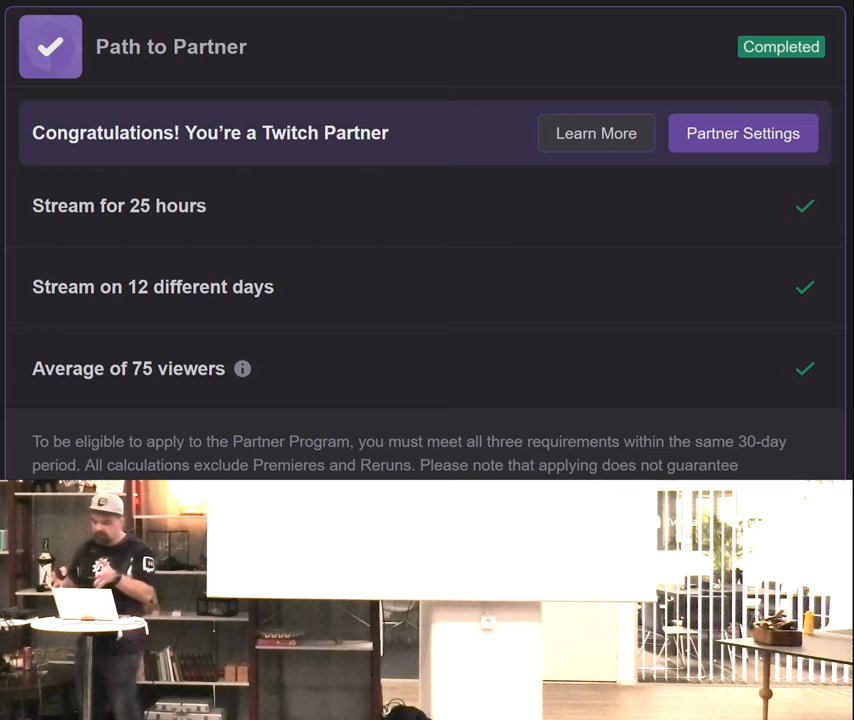 Path to Partner
Completed
Congratulations! You’re a Twitch Partner
Learn More
Partner Settings
Stream for 25 hours
Stream on 12 different days
Average of 75 viewers
To be eligible to apply to the Partner Program, you must meet all three requirements within the same 30-day
period. All calculations exclude Premieres and Reruns. Please note that applying does not guarantee